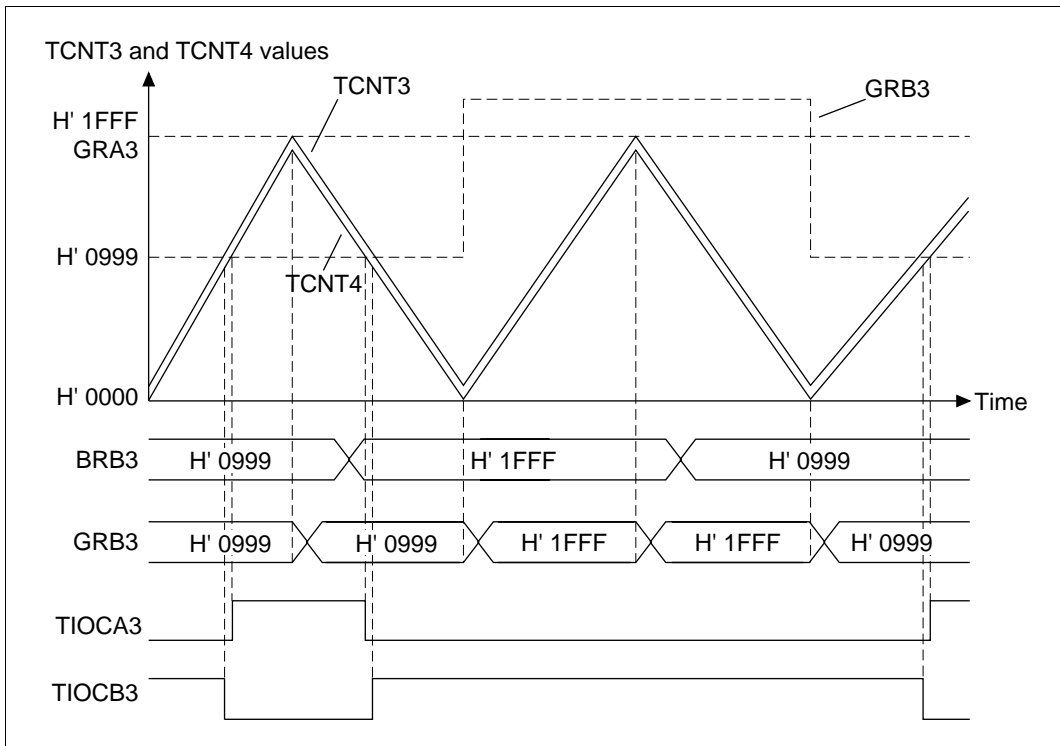 TCNT3 and TCNT4 values
TCNT3
GRB3
H' 1FFF
GRA3
H' 0999
TCNT4
H' 0000
Time
BRB3 H' 0999 H' 1FFF H' 0999
GRB3 H' 0999 H' 0999 H' 1FFF H' 1FFF H' 0999
TIOCA3
TIOCB3